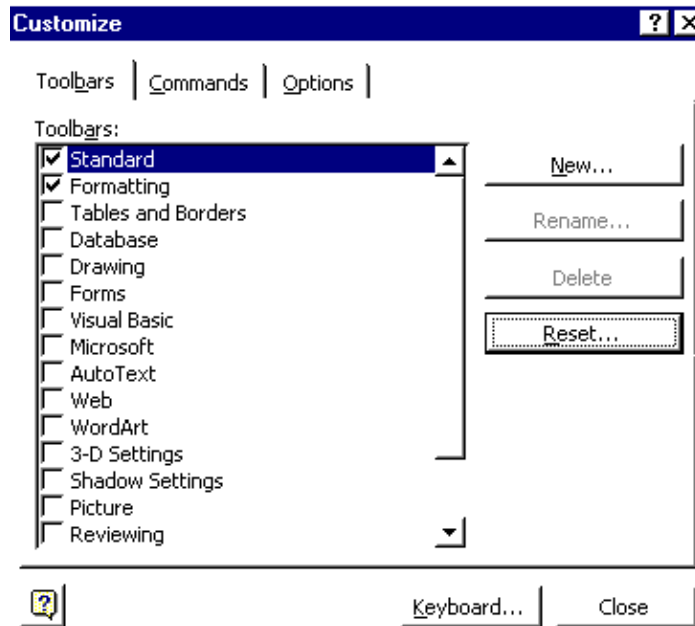 Customize
Toolbars Commands Options
Toolbars:
Standard
Formatting
Tables and Borders
Database
Drawing
Forms
Visual Basic
Microsoft
AutoText
Web
WordArt
3-D Settings
Shadow Settings
Picture
Reviewing
New...
Rename...
Delete
Reset...
Keyboard... Close